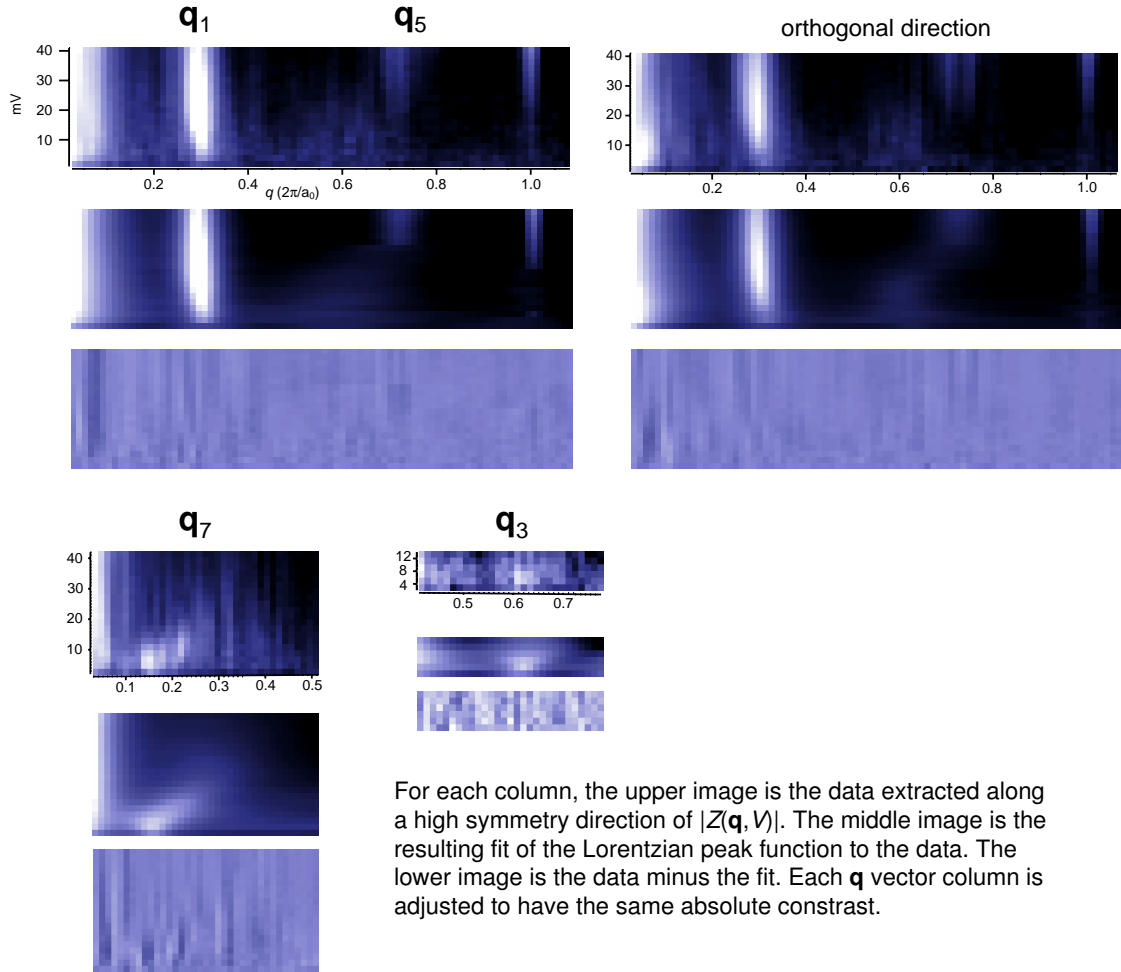 q1 q5
orthogonal direction
40
30
20
10
mV
0.2 0.4 0.6 0.8 1.0
q (2π/a0)
40
30
20
10
0.2 0.4 0.6 0.8 1.0
q7
40
30
20
10
0.1 0.2 0.3 0.4 0.5
q3
12
8
4
0.5 0.6 0.7
For each column, the upper image is the data extracted along
a high symmetry direction of |Z(q,V)|. The middle image is the
resulting fit of the Lorentzian peak function to the data. The
lower image is the data minus the fit. Each q vector column is
adjusted to have the same absolute constrast.